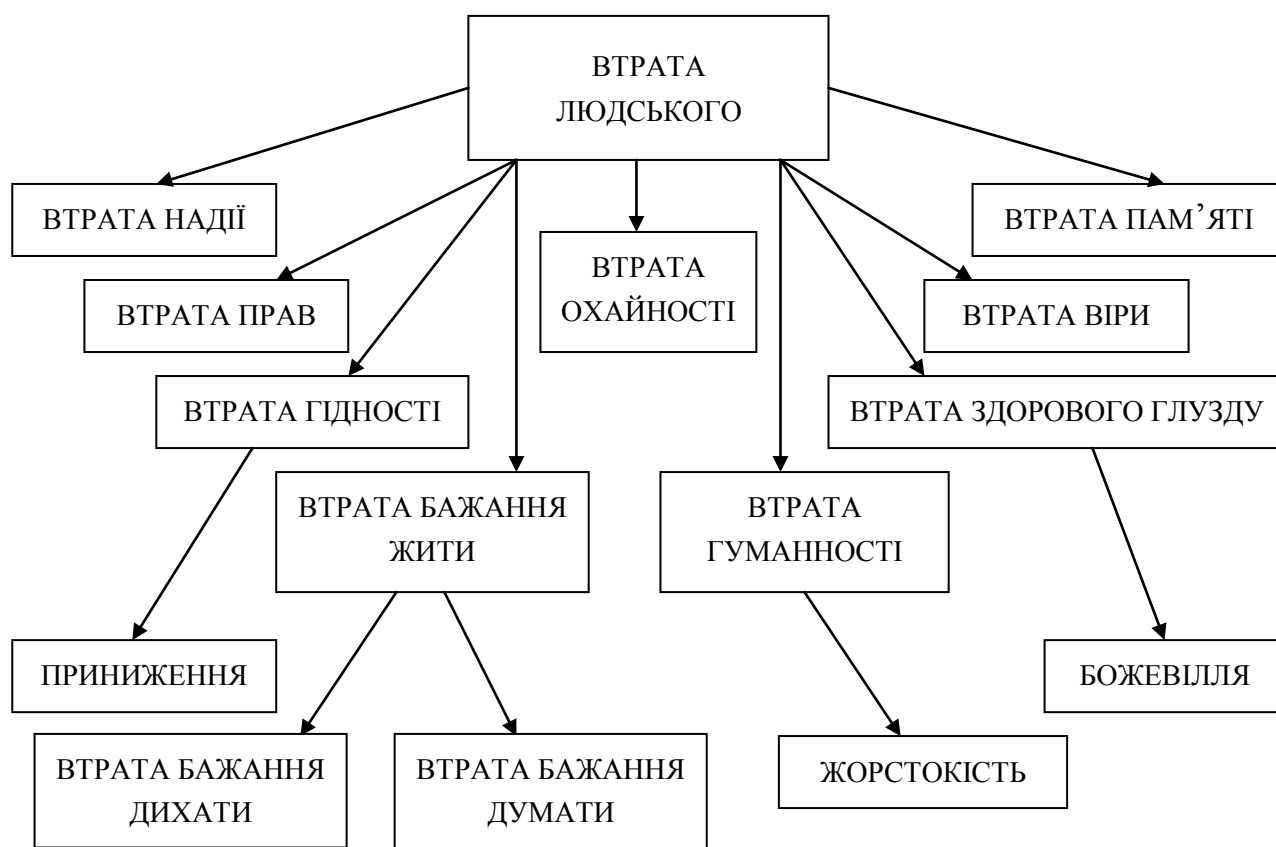 ВТРАТА
ЛЮДСЬКОГО
ВТРАТА НАДІЇ
ВТРАТА ПАМ’ЯТІ
ВТРАТА
ОХАЙНОСТІ
ВТРАТА ПРАВ
ВТРАТА ВІРИ
ВТРАТА ГІДНОСТІ
ВТРАТА ЗДОРОВОГО ГЛУЗДУ
ВТРАТА БАЖАННЯ
ЖИТИ
ВТРАТА
ГУМАННОСТІ
ПРИНИЖЕННЯ
БОЖЕВІЛЛЯ
ВТРАТА БАЖАННЯ
ДИХАТИ
ВТРАТА БАЖАННЯ
ДУМАТИ
ЖОРСТОКІСТЬ